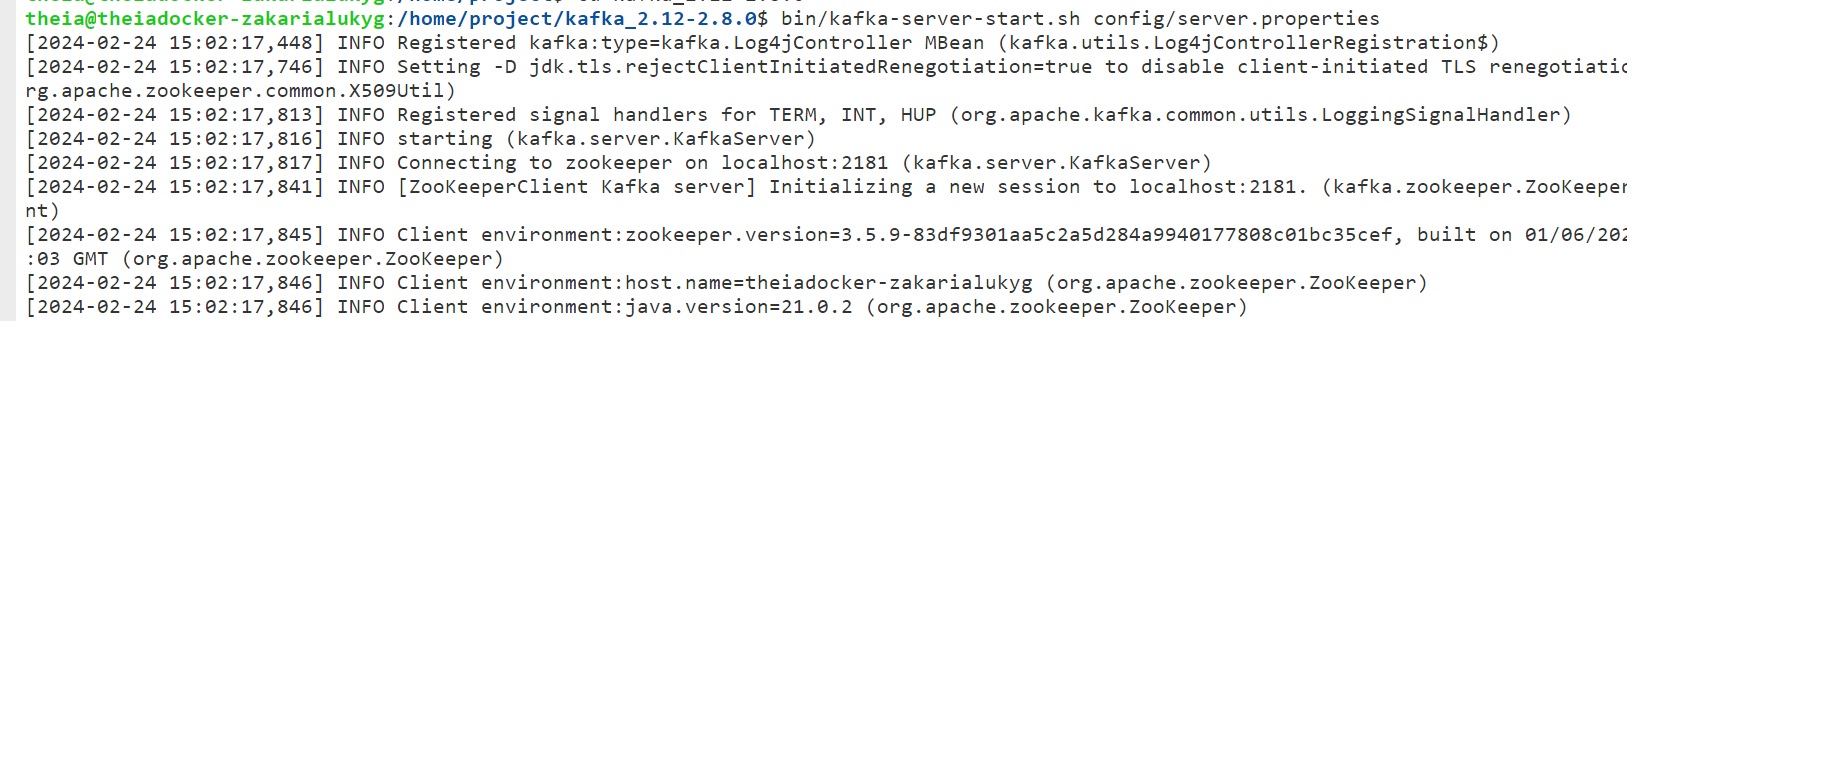 theia@theiadocker-zakarialukyg:/home/project/kafka_2.12-2.8.0$ bin/kafka-server-start.sh config/server.properties
[2024-02-24 15:02:17,448] INFO Registered kafka:type=kafka.Log4jController MBean (kafka.utils.Log4jControllerRegistration$)
[2024-02-24 15:02:17,746] INFO Setting -D jdk.tls.rejectClientInitiatedRenegotiation=true to disable client-initiated TLS
rg.apache.zookeeper.common.X509Util)
[2024-02-24 15:02:17,813] INFO Registered signal handlers for TERM, INT, HUP (org.apache.kafka.common.utils.LoggingSignalHandler)
[2024-02-24 15:02:17,816] INFO starting (kafka.server.KafkaServer)
[2024-02-24 15:02:17,817] INFO Connecting to zookeeper on localhost:2181 (kafka.server.KafkaServer)
[2024-02-24 15:02:17,841] INFO [ZooKeeperClient Kafka server] Initializing a new session to localhost:2181. (kafka.zookeeper.ZooKeeper
nt)
[2024-02-24 15:02:17,845] INFO Client environment:zookeeper.version=3.5.9-83df9301aa5c2a5d284a9940177808c01bc35cef, built on 01/06/202
:03 GMT (org.apache.zookeeper.ZooKeeper)
[2024-02-24 15:02:17,846] INFO Client environment:host.name=theiadocker-zakarialukyg (org.apache.zookeeper.ZooKeeper)
[2024-02-24 15:02:17,846] INFO Client environment:java.version=21.0.2 (org.apache.zookeeper.ZooKeeper)